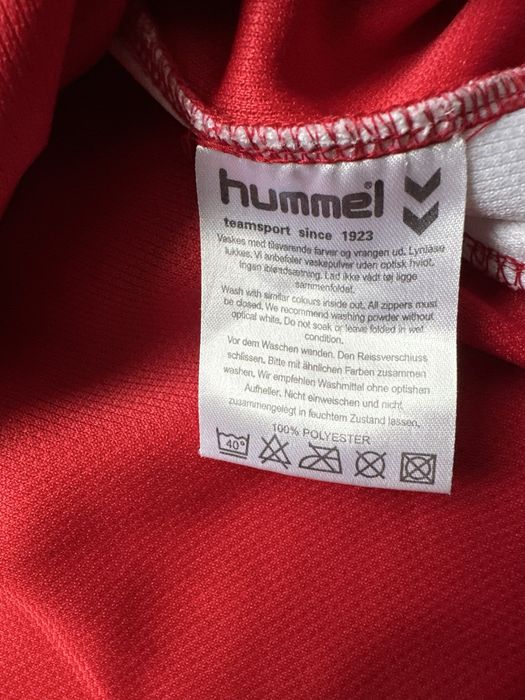 hummel
teamsport since 1923
Vaskes med tilsvarende farver og vrangen ud. Lynlåse
lukkes. Vi anbefaler vaskepulver uden optisk hvidt.
Ingen iblødsætning. Lad ikke vådt tøj ligge
sammenfoldet.
Wash with similar colours inside out. All zippers must
be closed. We recommend washing powder without
optical white. Do not soak or leave folded in wet
condition.
Vor dem Waschen wenden. Den Reissverschluss
schlissen. Bitte mit ähnlichen Farben zusammen
washen. Wir empfehlen Washmittel ohne optishen
Aufheller. Nicht einweishen und nicht
zusammengelegt in feuchtem Zustand lassen.
100% POLYESTER
40°